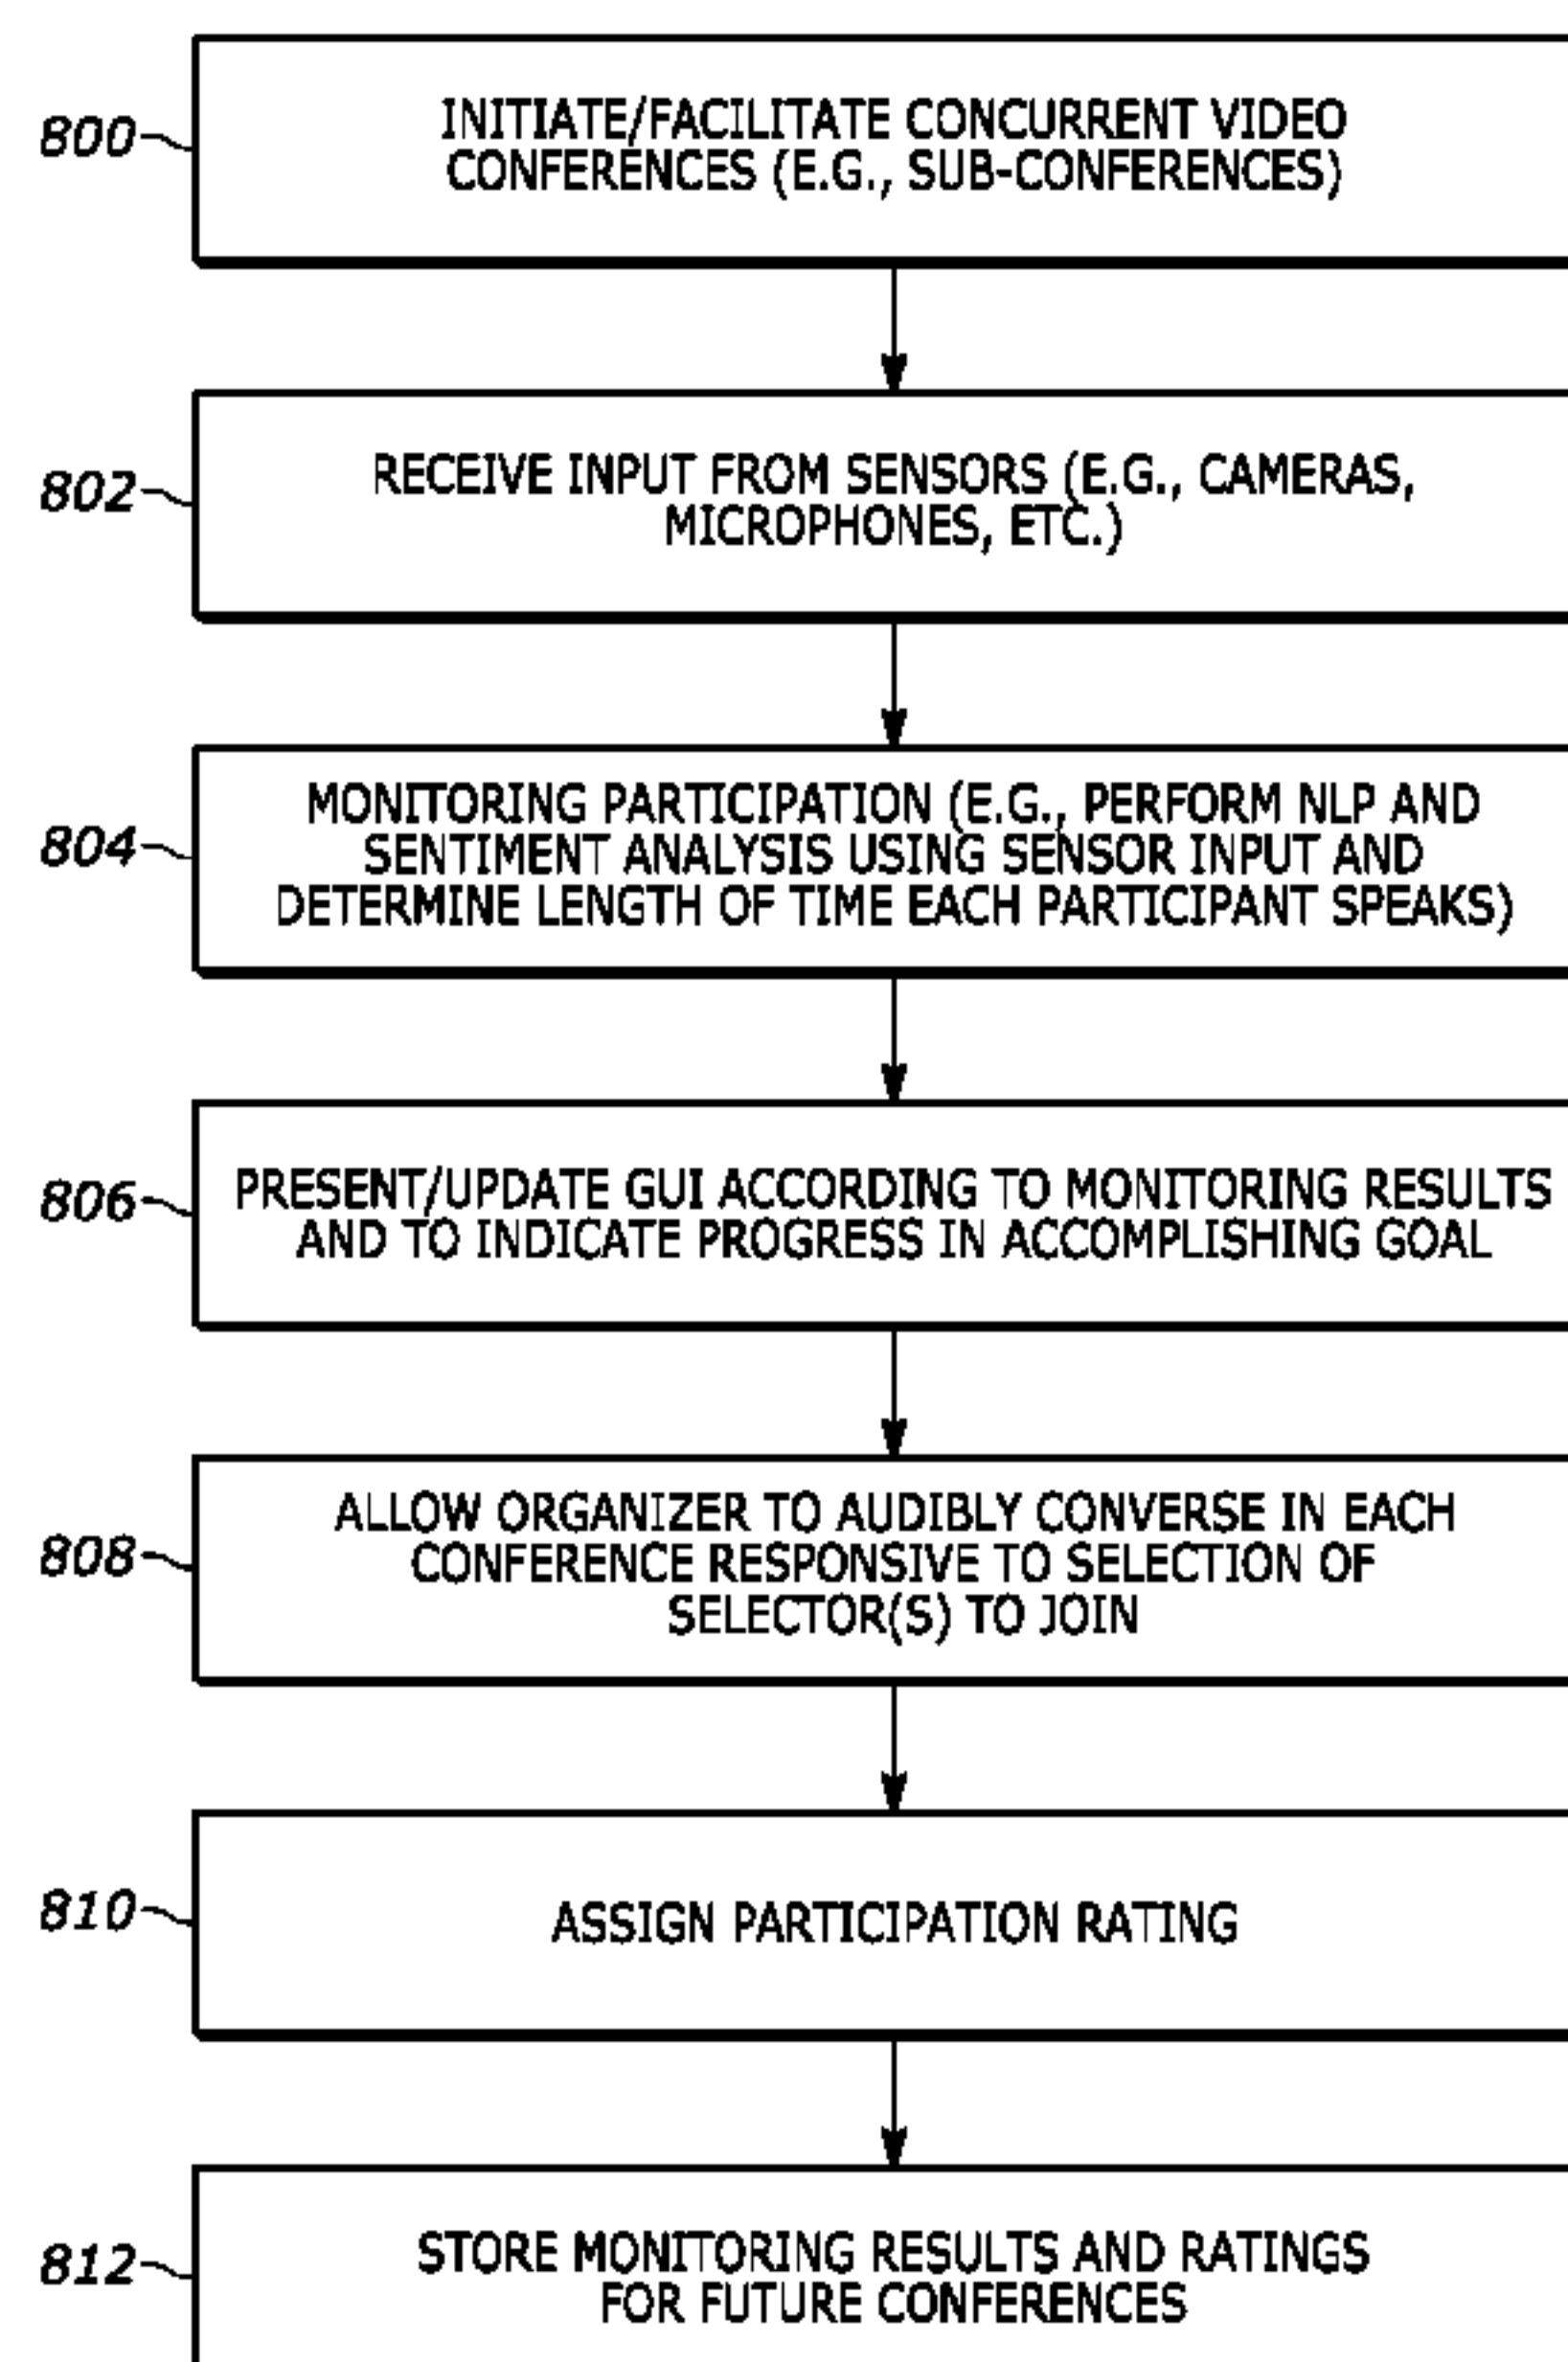 800
INITIATE/FACILITATE CONCURRENT VIDEO
CONFERENCES (E.G., SUB-CONFERENCES)
802
RECEIVE INPUT FROM SENSORS (E.G., CAMERAS,
MICROPHONES, ETC.)
804
MONITORING PARTICIPATION (E.G., PERFORM NLP AND
SENTIMENT ANALYSIS USING SENSOR INPUT AND
DETERMINE LENGTH OF TIME EACH PARTICIPANT SPEAKS)
806
PRESENT/UPDATE GUI ACCORDING TO MONITORING RESULTS
AND TO INDICATE PROGRESS IN ACCOMPLISHING GOAL
808
ALLOW ORGANIZER TO AUDIBLY CONVERSE IN EACH
CONFERENCE RESPONSIVE TO SELECTION OF
SELECTOR(S) TO JOIN
810
ASSIGN PARTICIPATION RATING
812
STORE MONITORING RESULTS AND RATINGS
FOR FUTURE CONFERENCES